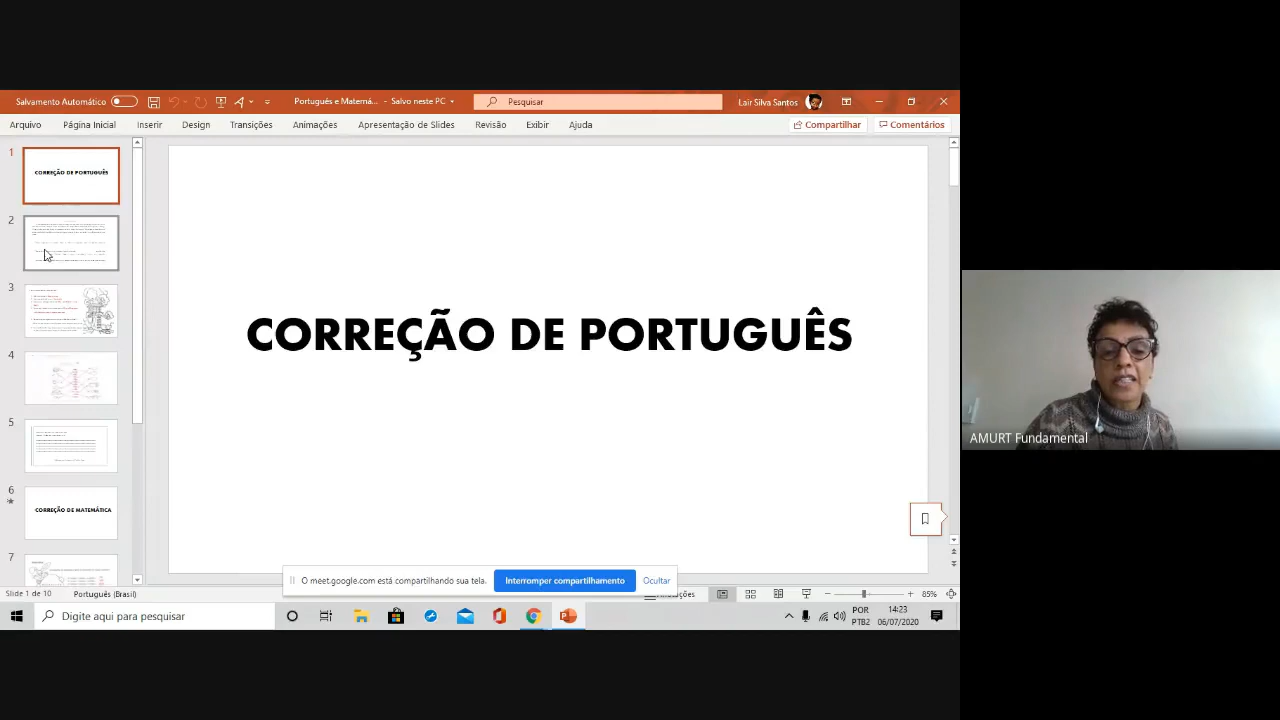 Salvamento Automático
Português e Matemá... - Salvo neste PC
Pesquisar
Lair Silva Santos
Arquivo
Página Inicial
Inserir
Design
Transições
Animações
Apresentação de Slides
Revisão
Exibir
Ajuda
Compartilhar
Comentários
1
CORREÇÃO DE PORTUGUÊS
2
3
4
5
6
CORREÇÃO DE MATEMÁTICA
7
CORREÇÃO DE PORTUGUÊS
AMURT Fundamental
O meet.google.com está compartilhando sua tela.
Interromper compartilhamento
Ocultar
Slide 1 de 10
Português (Brasil)
85%
Digite aqui para pesquisar
POR
PTB2
14:23
06/07/2020